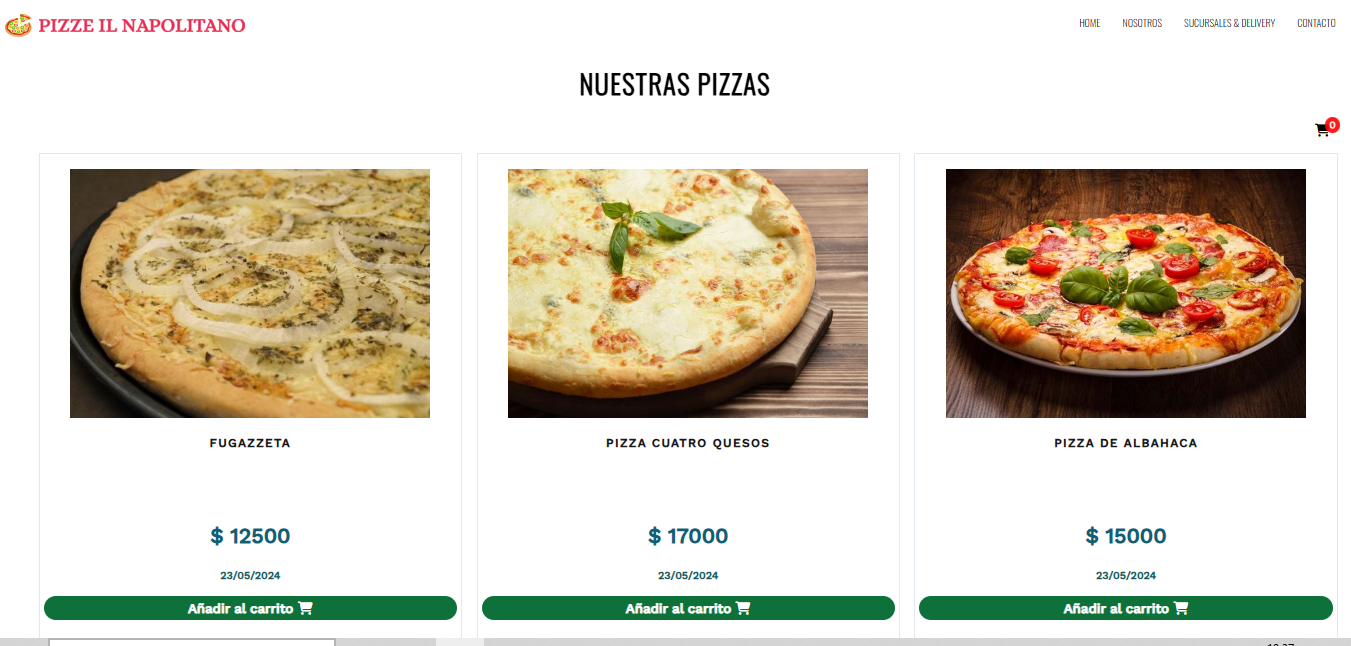 PIZZE IL NAPOLITANO
HOME NOSOTROS SUCURSALES & DELIVERY CONTACTO
NUESTRAS PIZZAS
0
FUGAZZETA
PIZZA CUATRO QUESOS
PIZZA DE ALBAHACA
$ 12500
$ 17000
$ 15000
23/05/2024
23/05/2024
23/05/2024
Añadir al carrito
Añadir al carrito
Añadir al carrito